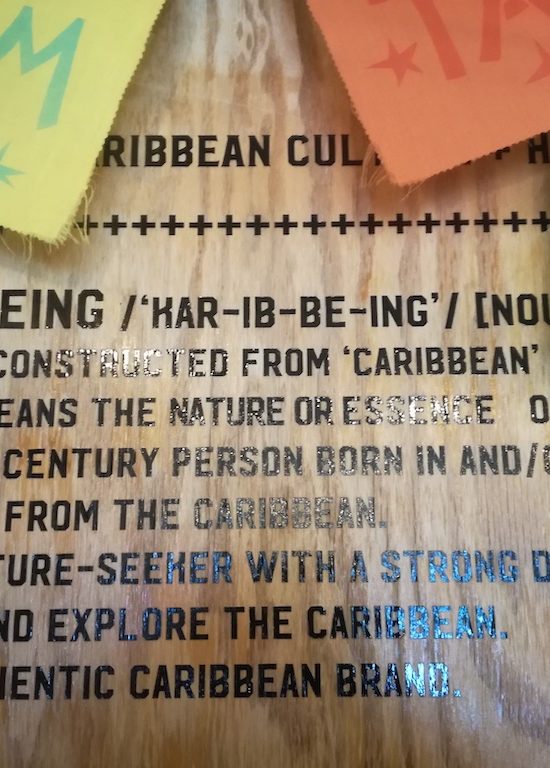 M
RIBBEAN CUL
+++++++++++++++++++++
EING /‘KAR-IB-BE-ING’/ [NOU
CONSTRUCTED FROM ‘CARIBBEAN’
EANS THE NATURE OR ESSENCE O
CENTURY PERSON BORN IN AND/
FROM THE CARIBBEAN.
TURE-SEEKER WITH A STRONG D
ND EXPLORE THE CARIBBEAN.
HENTIC CARIBBEAN BRAND.